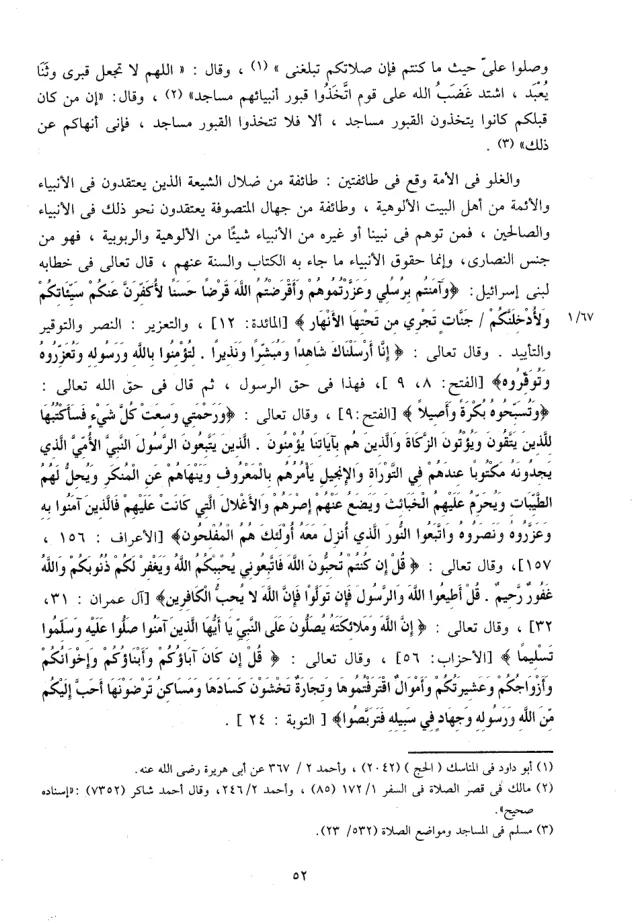 وصلوا علىّ حيث ما كنتم فإن صلاتكم تبلغنى » (١) ، وقال : « اللهم لا تجعل قبرى وثَنًا
يُعْبَد ، اشتد غَضَبُ الله على قوم اتَّخَذُوا قبور أنبيائهم مساجد» (٢) ، وقال: «إن من كان
قبلكم كانوا يتخذون القبور مساجد ، ألا فلا تتخذوا القبور مساجد ، فإنى أنهاكم عن
ذلك» (٣) .
والغلو فى الأمة وقع فى طائفتين : طائفة من ضلال الشيعة الذين يعتقدون فى الأنبياء
والأئمة من أهل البيت الألوهية ، وطائفة من جهال المتصوفة يعتقدون نحو ذلك فى الأنبياء
والصالحين ، فمن توهم فى نبينا أو غيره من الأنبياء شيئًا من الألوهية والربوبية ، فهو من
جنس النصارى، وإنما حقوق الأنبياء ما جاء به الكتاب والسنة عنهم ، قال تعالى فى خطابه
لبنى إسرائيل: ﴿وَآمَنتُم بِرُسُلِي وَعَزَّرْتُمُوهُمْ وَأَقْرَضْتُمُ اللَّهَ قَرْضًا حَسَنًا لأُكَفِّرَنَّ عَنكُمْ سَيِّئَاتِكُمْ
وَلأُدْخِلَنَّكُمْ / جَنَّاتٍ تَجْرِي مِن تَحْتِهَا الأَنْهَار ﴾ [المائدة: ١٢] ، والتعزير : النصر والتوقير
١/٦٧
والتأييد . وقال تعالى : ﴿ إِنَّا أَرْسَلْنَاكَ شَاهِدًا وَمُبَشِّرًا وَنَذِيرًا . لِتُؤْمِنُوا بِاللَّهِ وَرَسُولِهِ وَتُعَزِّرُوهُ
وَتُوَقِّرُوه﴾ [الفتح: ٨، ٩ ]، فهذا فى حق الرسول ، ثم قال فى حق الله تعالى :
﴿وَتُسَبِّحُوهُ بُكْرَةً وَأَصِيلاً ﴾ [الفتح:٩] ، وقال تعالى : ﴿وَرَحْمَتِي وَسِعَتْ كُلَّ شَيْءٍ فَسَأَكْتُبُهَا
لِلَّذِينَ يَتَّقُونَ وَيُؤْتُونَ الزَّكَاةَ وَالَّذِينَ هُم بِآيَاتِنَا يُؤْمِنُونَ . الَّذِينَ يَتَّبِعُونَ الرَّسُولَ النَّبِيَّ الأُمِّيَّ الَّذِي
يَجِدُونَهُ مَكْتُوبًا عِندَهُمْ فِي التَّوْرَاةِ وَالإِنجِيلِ يَأْمُرُهُم بِالْمَعْرُوفِ وَيَنْهَاهُمْ عَنِ الْمُنكَرِ وَيُحِلُّ لَهُمُ
الطَّيِّبَاتِ وَيُحَرِّمُ عَلَيْهِمُ الْخَبَائِثَ وَيَضَعُ عَنْهُمْ إِصْرَهُمْ وَالأَغْلالَ الَّتِي كَانَتْ عَلَيْهِمْ فَالَّذِينَ آمَنُوا بِهِ
وَعَزَّرُوهُ وَنَصَرُوهُ وَاتَّبَعُوا النُّورَ الَّذِي أُنزِلَ مَعَهُ أُوْلَئِكَ هُمُ الْمُفْلِحُون﴾ [الأعراف : ١٥٦ ،
١٥٧]، وقال تعالى : ﴿ قُلْ إِن كُنتُمْ تُحِبُّونَ اللَّهَ فَاتَّبِعُونِي يُحْبِبْكُمُ اللَّهُ وَيَغْفِرْ لَكُمْ ذُنُوبَكُمْ وَاللَّهُ
غَفُورٌ رَّحِيمٌ . قُلْ أَطِيعُوا اللَّهَ وَالرَّسُولَ فَإِن تَوَلَّوْا فَإِنَّ اللَّهَ لا يُحِبُّ الْكَافِرِين﴾[آل عمران : ٣١،
٣٢] ، وقال تعالى : ﴿ إِنَّ اللَّهَ وَمَلائِكَتَهُ يُصَلُّونَ عَلَى النَّبِيِّ يَا أَيُّهَا الَّذِينَ آمَنُوا صَلُّوا عَلَيْهِ وَسَلِّمُوا
تَسْلِيمًا ﴾ [الأحزاب: ٥٦] ، وقال تعالى : ﴿ قُلْ إِن كَانَ آبَاؤُكُمْ وَأَبْنَاؤُكُمْ وَإِخْوَانُكُمْ
وَأَزْوَاجُكُمْ وَعَشِيرَتُكُمْ وَأَمْوَالٌ اقْتَرَفْتُمُوهَا وَتِجَارَةٌ تَخْشَوْنَ كَسَادَهَا وَمَسَاكِنُ تَرْضَوْنَهَا أَحَبَّ إِلَيْكُم
مِّنَ اللَّهِ وَرَسُولِهِ وَجِهَادٍ فِي سَبِيلِهِ فَتَرَبَّصُوا﴾ [ التوبة : ٢٤ ] .
(١) أبو داود فى المناسك ( الحج ) (٢٠٤٢) ، وأحمد ٢ / ٣٦٧ عن أبى هريرة رضى الله عنه.
(٢) مالك فى قصر الصلاة فى السفر ١/ ١٧٢ (٨٥) ، وأحمد ٢/ ٢٤٦، وقال أحمد شاكر (٧٣٥٢) :«إسناده
صحيح».
(٣) مسلم فى المساجد ومواضع الصلاة (٥٣٢/ ٢٣).
٥٢